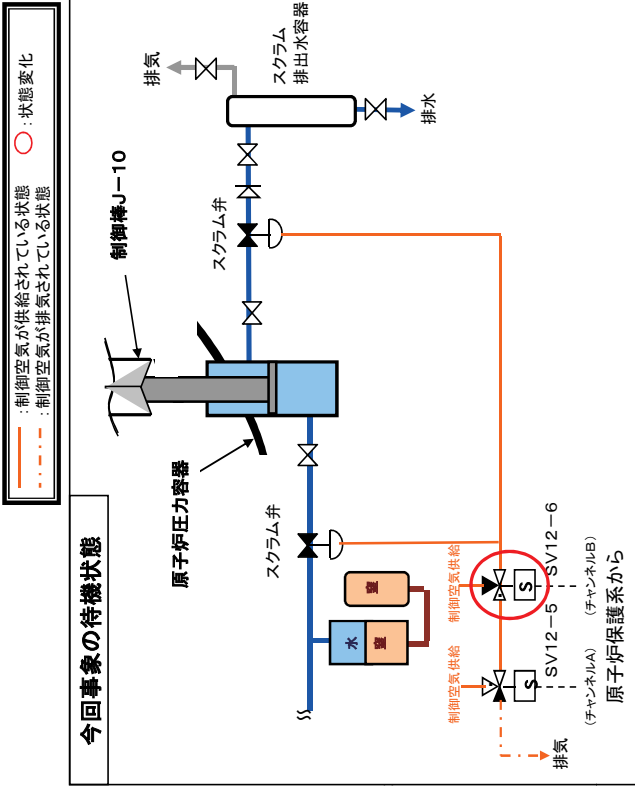 : 制御空気が供給されている状態
: 状態変化
: 制御空気が排気されている状態
今回事象の待機状態
制御棒J-10
原子炉圧力容器
スクラム弁
スクラム弁
排気
スクラム
排出水容器
排水
水
窒
窒
制御空気供給
制御空気供給
S
S
SV12-5
SV12-6
(チャンネルA)
(チャンネルB)
排気
原子炉保護系から